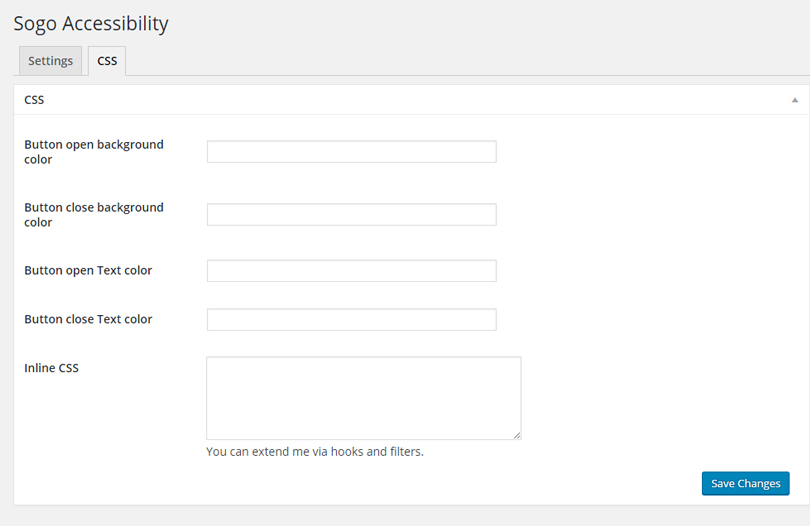 Sogo Accessibility
Settings
CSS
CSS
Button open background
color
Button close background
color
Button open Text color
Button close Text color
Inline CSS
You can extend me via hooks and filters.
Save Changes